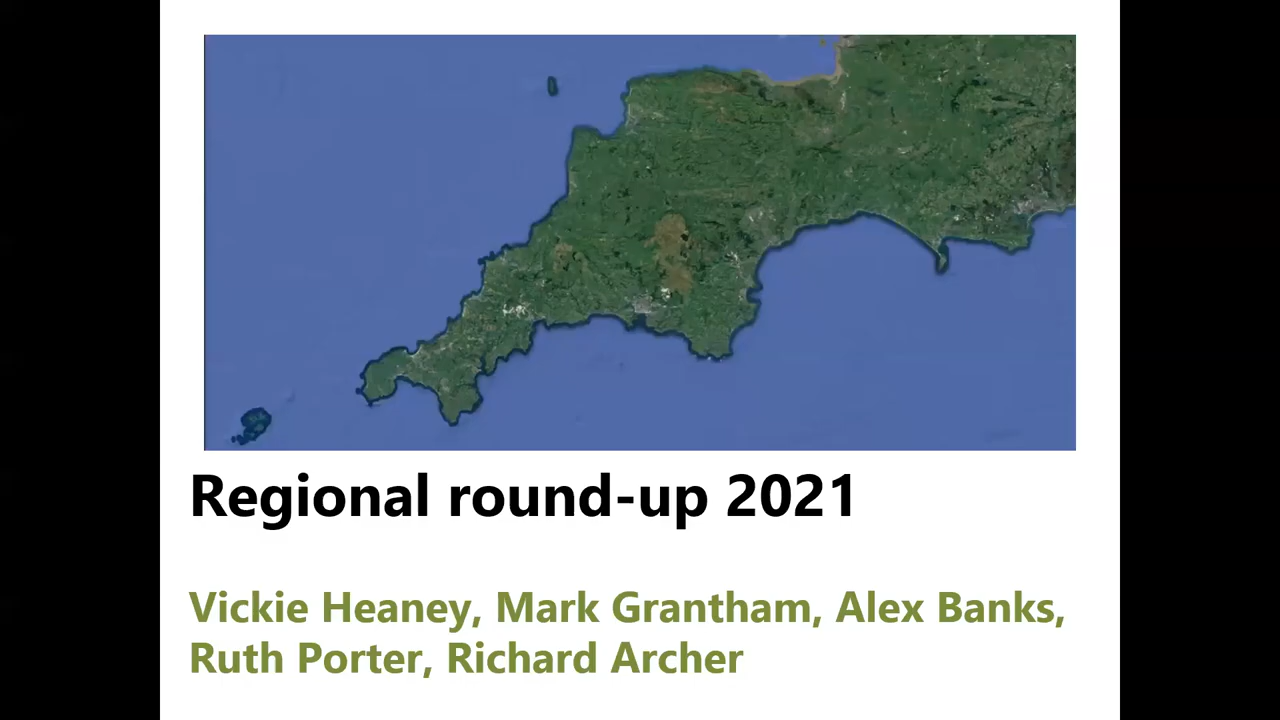 Regional round-up 2021
Vickie Heaney, Mark Grantham, Alex Banks,
Ruth Porter, Richard Archer